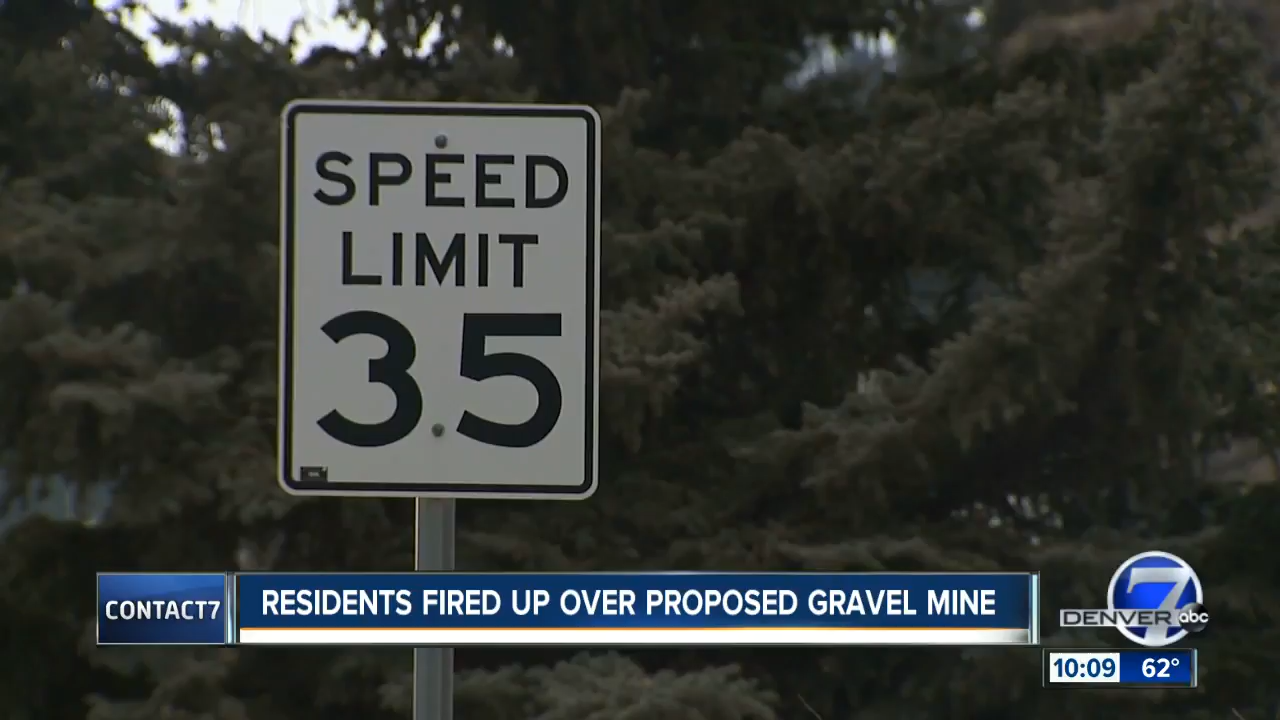 SPEED
LIMIT
35
CONTACT7
RESIDENTS FIRED UP OVER PROPOSED GRAVEL MINE
7
DENVER abc
10:09 62°